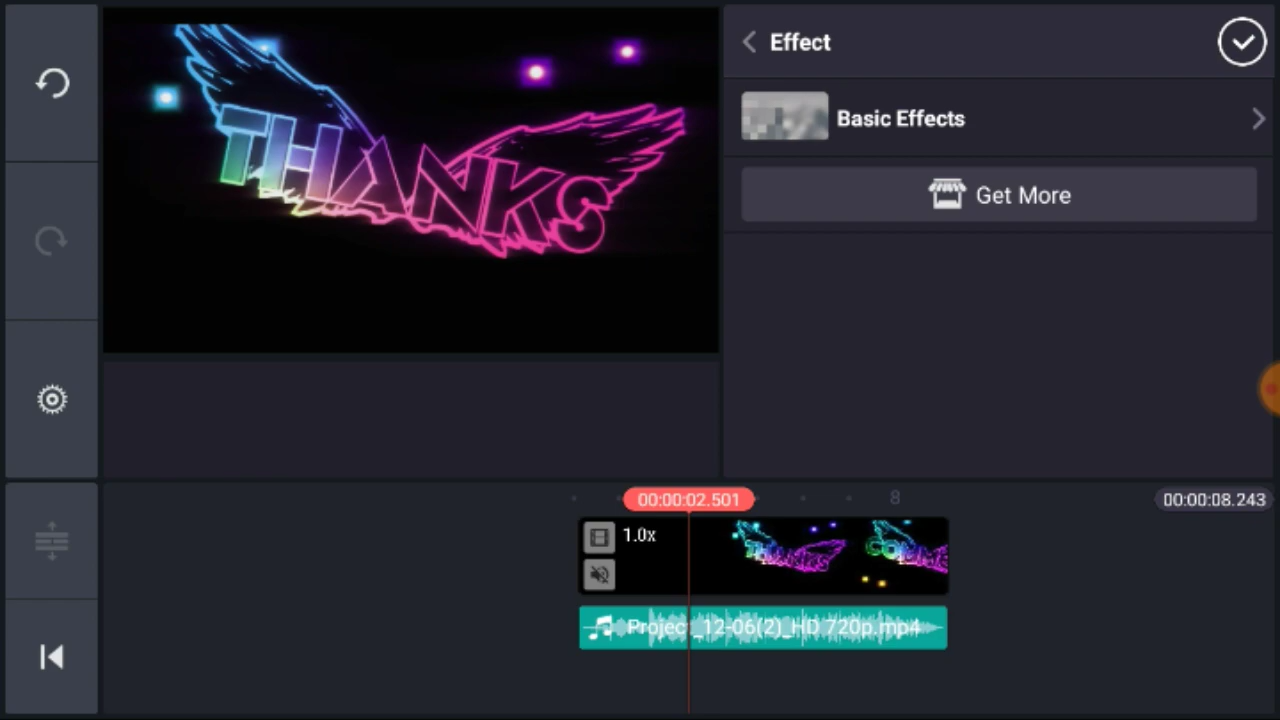 Effect
Basic Effects
Get More
THANKS
00:00:02.501
8
00:00:08.243
1.0x
THANKS
Project_12-06(2)_HD 720p.mp4